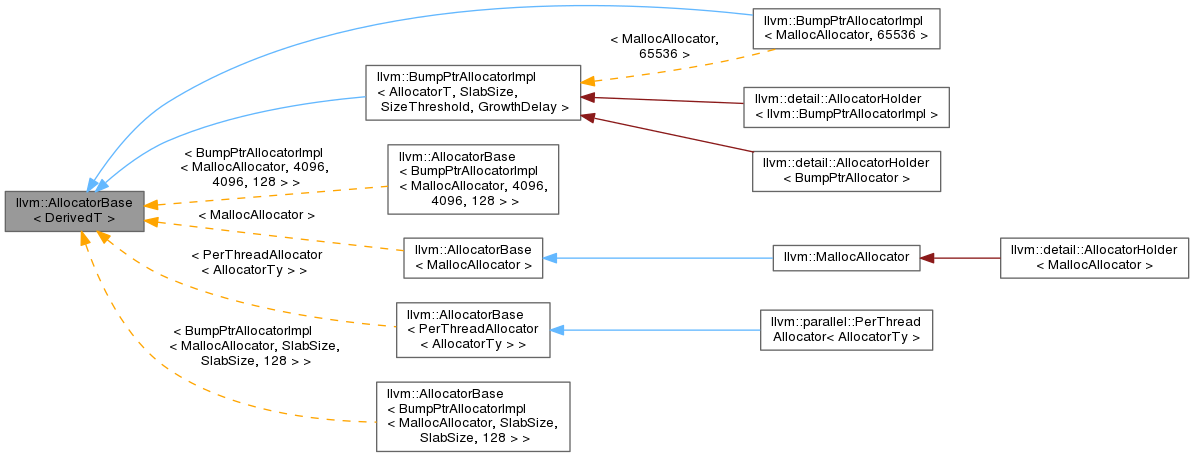 llvm::AllocatorBase
< DerivedT >
llvm::BumpPtrAllocatorImpl
< MallocAllocator, 65536 >
< MallocAllocator,
65536 >
llvm::BumpPtrAllocatorImpl
< AllocatorT, SlabSize,
SizeThreshold, GrowthDelay >
llvm::detail::AllocatorHolder
< llvm::BumpPtrAllocatorImpl >
llvm::detail::AllocatorHolder
< BumpPtrAllocator >
< BumpPtrAllocatorImpl
< MallocAllocator, 4096,
4096, 128 > >
llvm::AllocatorBase
< BumpPtrAllocatorImpl
< MallocAllocator, 4096,
4096, 128 > >
< MallocAllocator >
llvm::AllocatorBase
< MallocAllocator >
llvm::MallocAllocator
llvm::detail::AllocatorHolder
< MallocAllocator >
< PerThreadAllocator
< AllocatorTy > >
llvm::AllocatorBase
< PerThreadAllocator
< AllocatorTy > >
llvm::parallel::PerThread
Allocator< AllocatorTy >
< BumpPtrAllocatorImpl
< MallocAllocator, SlabSize,
SlabSize, 128 > >
llvm::AllocatorBase
< BumpPtrAllocatorImpl
< MallocAllocator, SlabSize,
SlabSize, 128 > >